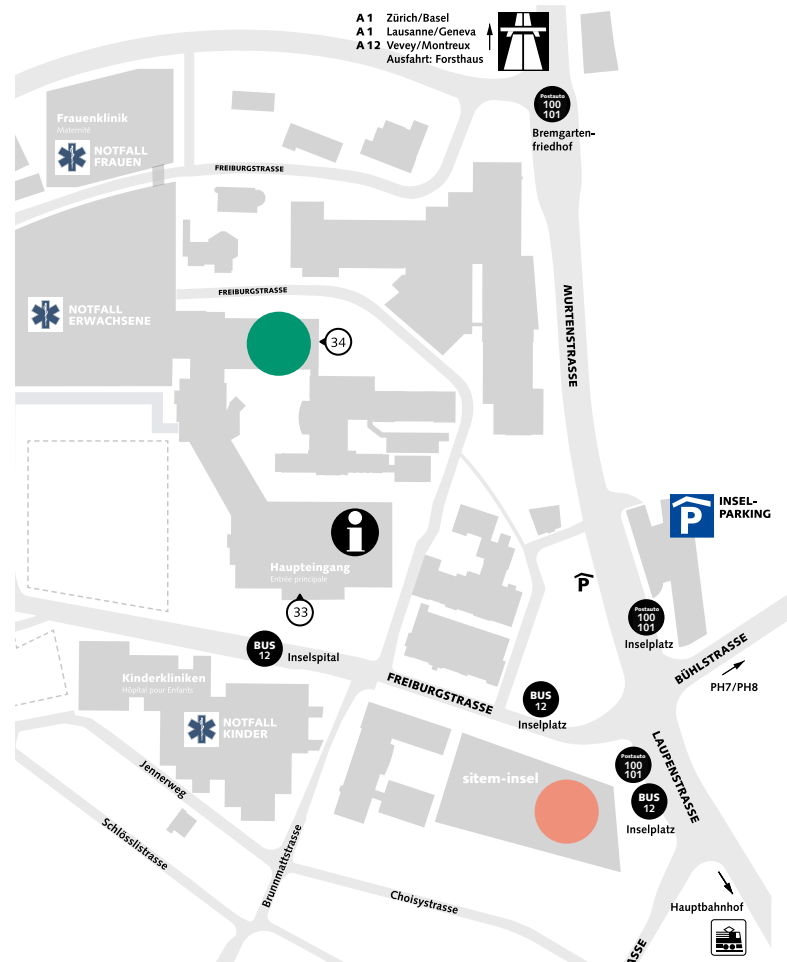 A 1 Zürich/Basel
A 1 Lausanne/Geneva
A 12 Vevey/Montreux
Ausfahrt: Forsthaus
Postauto
100
101
Bremgarten-
friedhof
Frauenklinik
Maternité
NOTFALL
FRAUEN
FREIBURGSTRASSE
NOTFALL
ERWACHSENE
FREIBURGSTRASSE
MURTENSTRASSE
34
INSEL-
PARKING
P
i
Haupteingang
Entrée principale
33
P
Postauto
100
101
Inselplatz
BUS
12
Inselspital
BÜHLSTRASSE
PH7/PH8
Kinderkliniken
Hôpital pour Enfants
FREIBURGSTRASSE
BUS
12
Inselplatz
NOTFALL
KINDER
LAUPENSTRASSE
Postauto
100
101
BUS
12
Inselplatz
sitem-insel
Jennerweg
Schlösslistrasse
Brunnmattstrasse
Choisystrasse
Hauptbahnhof
SSE